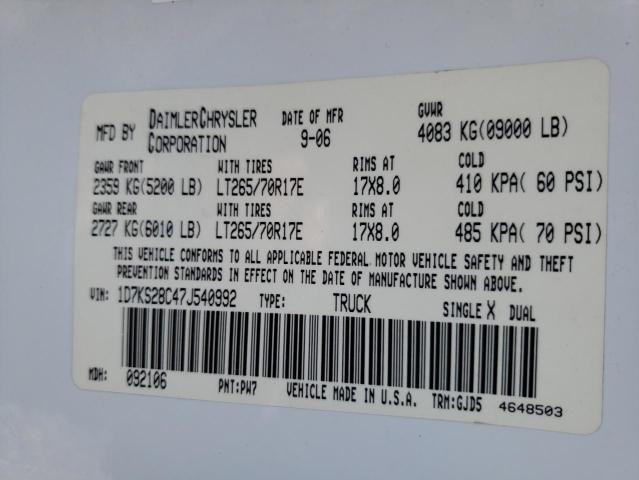 MFD BY DAIMLERCHRYSLER CORPORATION DATE OF MFR 9-06 GVWR 4083 KG(09000 LB)
GAWR FRONT WITH TIRES RIMS AT COLD
2359 KG(5200 LB) LT265/70R17E 17X8.0 410 KPA( 60 PSI)
GAWR REAR WITH TIRES RIMS AT COLD
2727 KG(6010 LB) LT265/70R17E 17X8.0 485 KPA( 70 PSI)
THIS VEHICLE CONFORMS TO ALL APPLICABLE FEDERAL MOTOR VEHICLE SAFETY AND THEFT
PREVENTION STANDARDS IN EFFECT ON THE DATE OF MANUFACTURE SHOWN ABOVE.
VIN: 1D7KS28C47J540992 TYPE: TRUCK SINGLE X DUAL
MDH: 092106 PNT:PW7 VEHICLE MADE IN U.S.A. TRM:GJD5 4648503